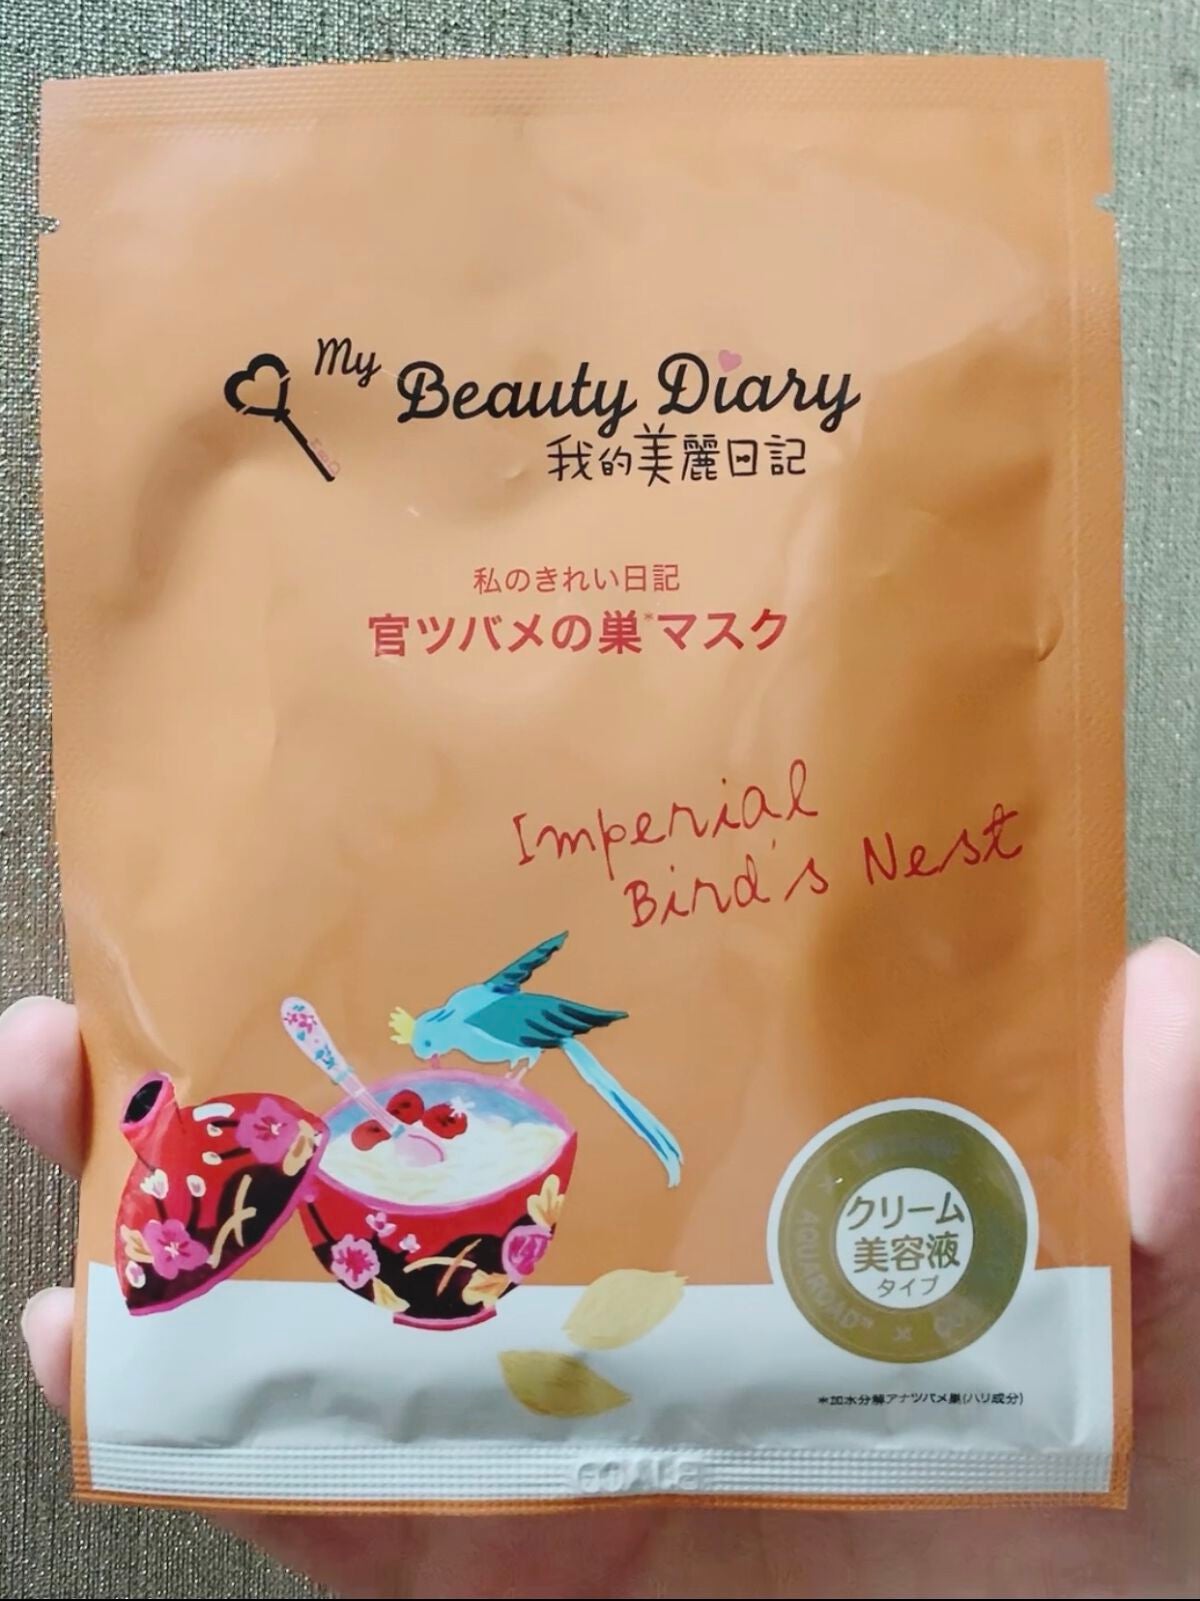 My
Beauty Diary
我的美麗日記
私のきれい日記
官ツバメの巣*マスク
Imperial
Bird's Nest
クリーム
美容液
タイプ
AQUAROAD
*加水分解アナツバメ巣(ハリ成分)